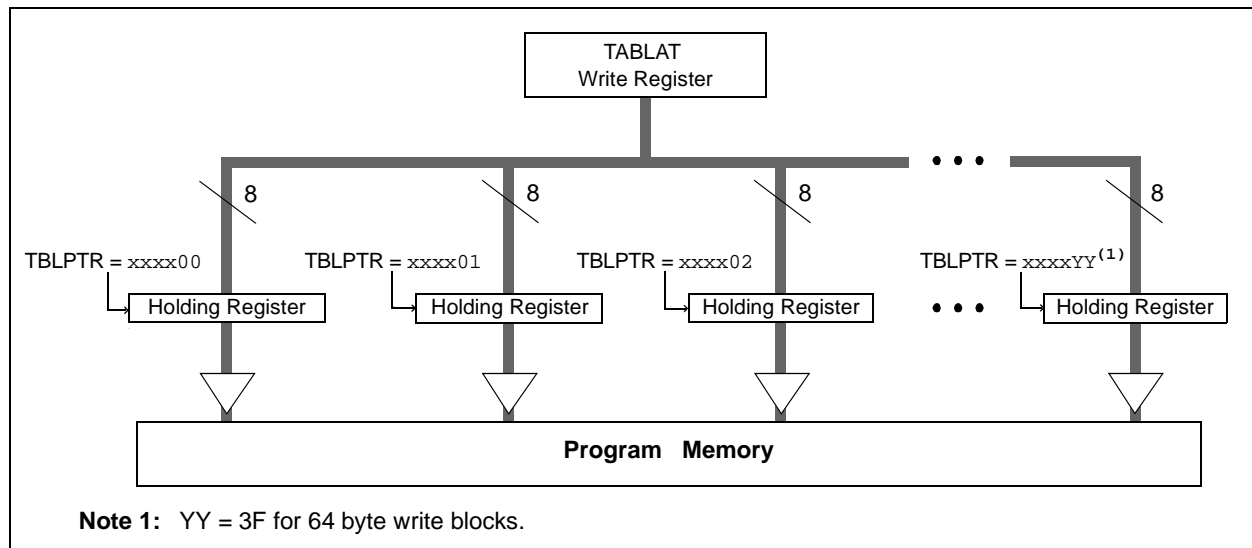 TABLAT
Write Register
8 8 8 8
TBLPTR = xxxx00 TBLPTR = xxxx01 TBLPTR = xxxx02 TBLPTR = xxxxYY(1)
Holding Register Holding Register Holding Register Holding Register
Program Memory
Note 1: YY = 3F for 64 byte write blocks.